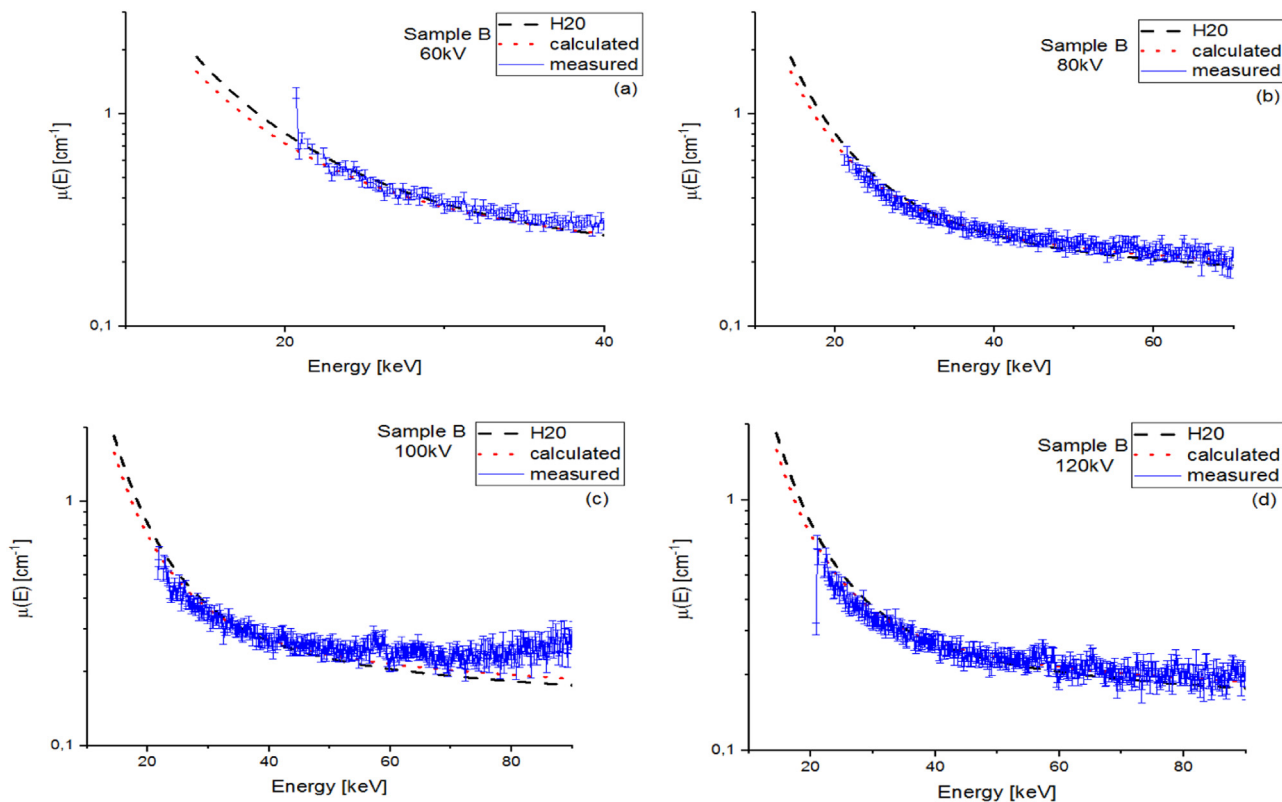 Sample B
60kV
H20
calculated
measured
(a)
1
0,1
μ(E) [cm⁻¹]
20
40
Energy [keV]
Sample B
80kV
H20
calculated
measured
(b)
1
0,1
μ(E) [cm⁻¹]
20
40
60
Energy [keV]
Sample B
100kV
H20
calculated
measured
(c)
1
0,1
μ(E) [cm⁻¹]
20
40
60
80
Energy [keV]
Sample B
120kV
H20
calculated
measured
(d)
1
0,1
μ(E) [cm⁻¹]
20
40
60
80
Energy [keV]